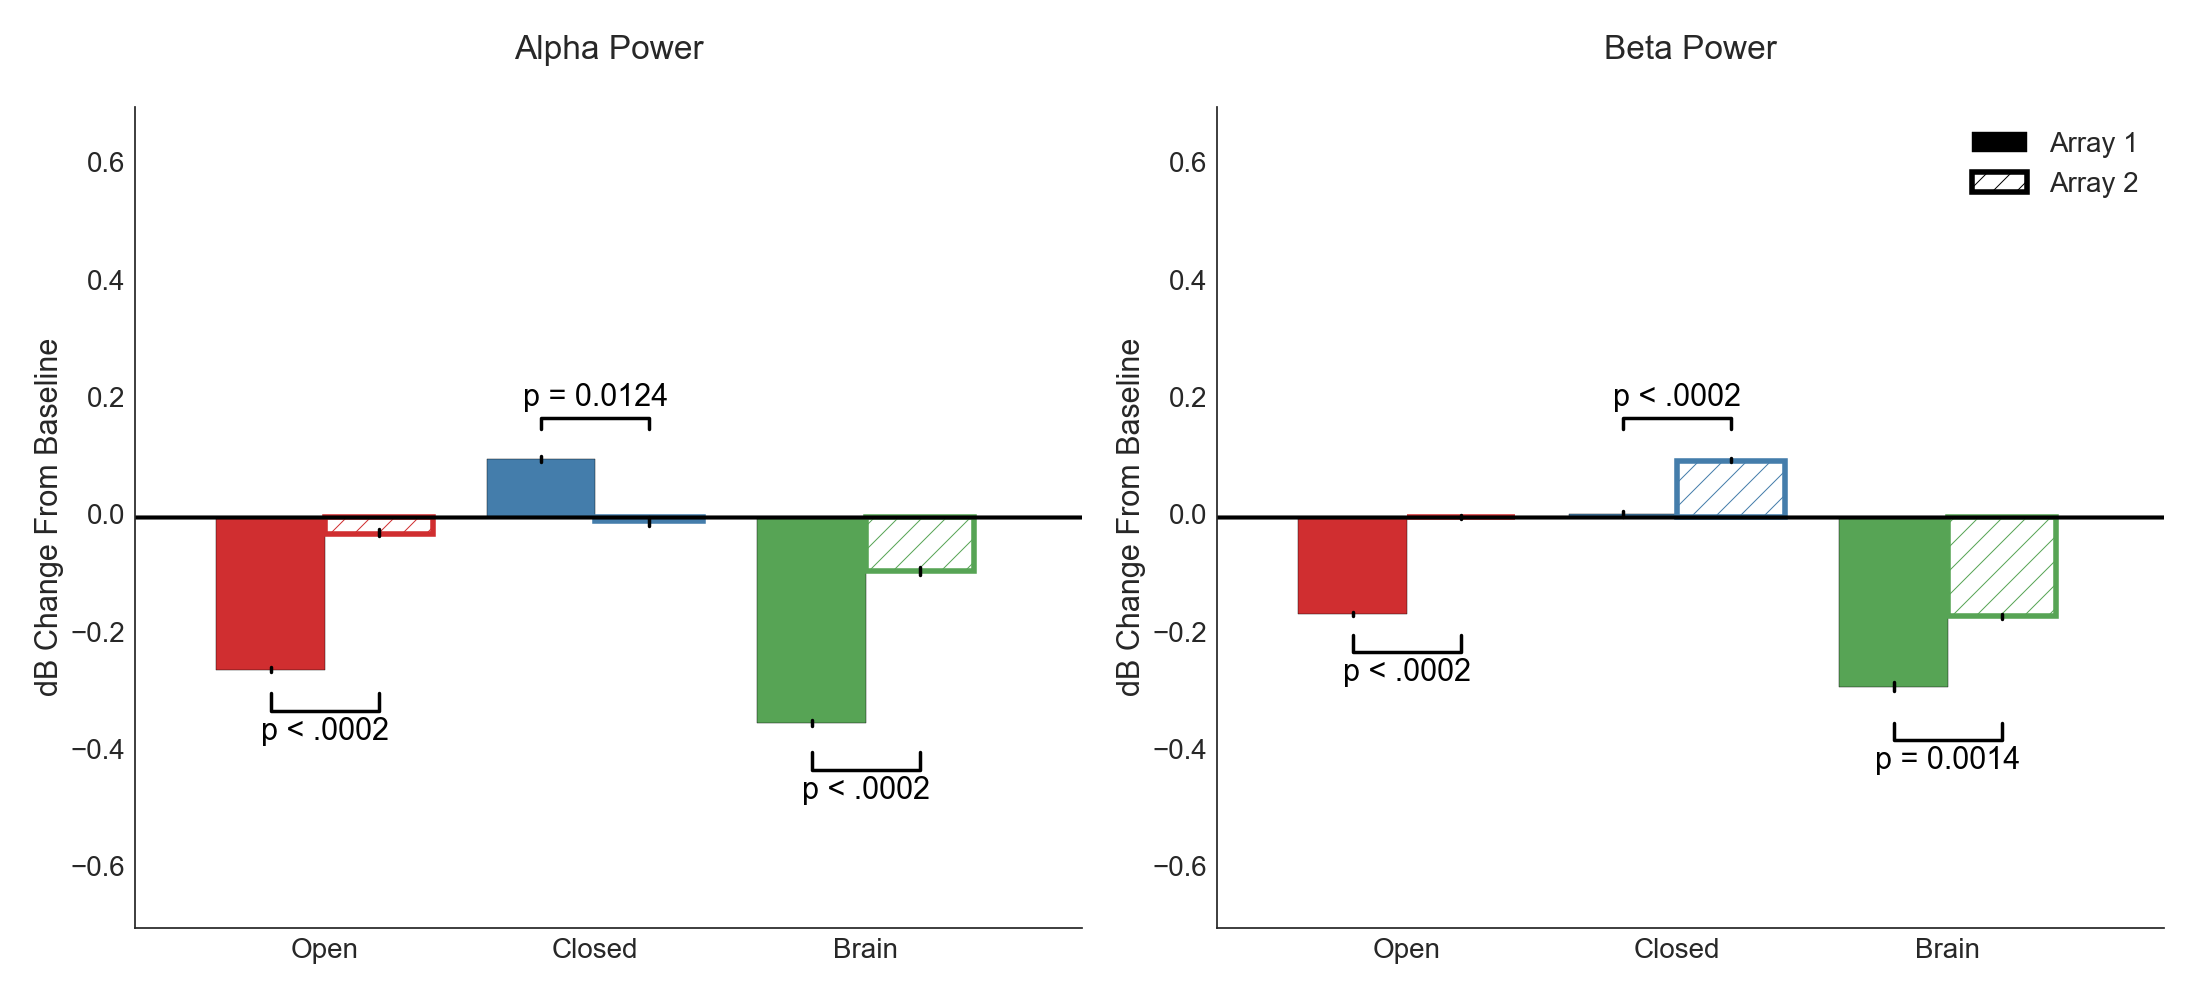 Alpha Power
dB Change From Baseline
0.6
0.4
0.2
0.0
−0.2
−0.4
−0.6
p < .0002
p = 0.0124
p < .0002
Open
Closed
Brain
Beta Power
Array 1
Array 2
dB Change From Baseline
0.6
0.4
0.2
0.0
−0.2
−0.4
−0.6
p < .0002
p < .0002
p = 0.0014
Open
Closed
Brain